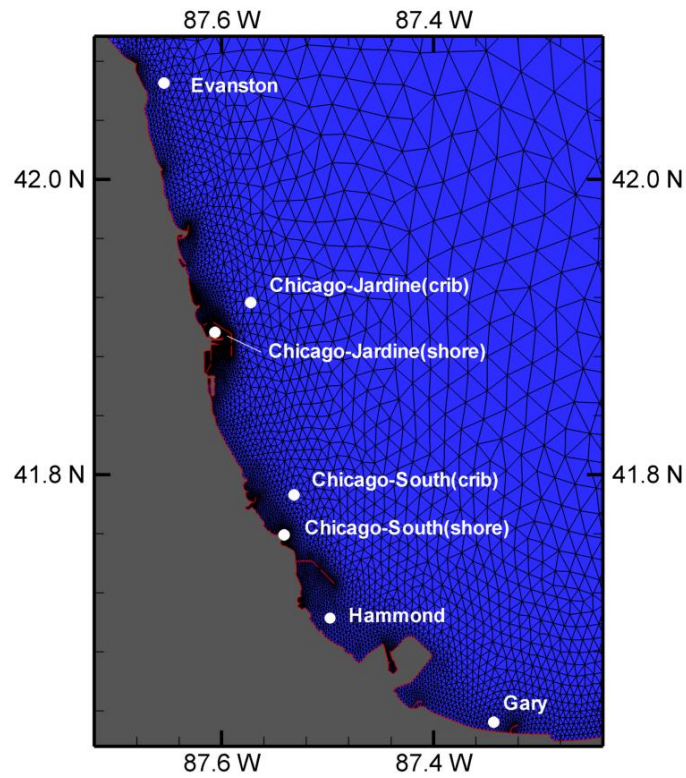 87.6 W 87.4 W
Evanston
42.0 N 42.0 N
Chicago-Jardine(crib)
Chicago-Jardine(shore)
41.8 N 41.8 N
Chicago-South(crib)
Chicago-South(shore)
Hammond
Gary
87.6 W 87.4 W